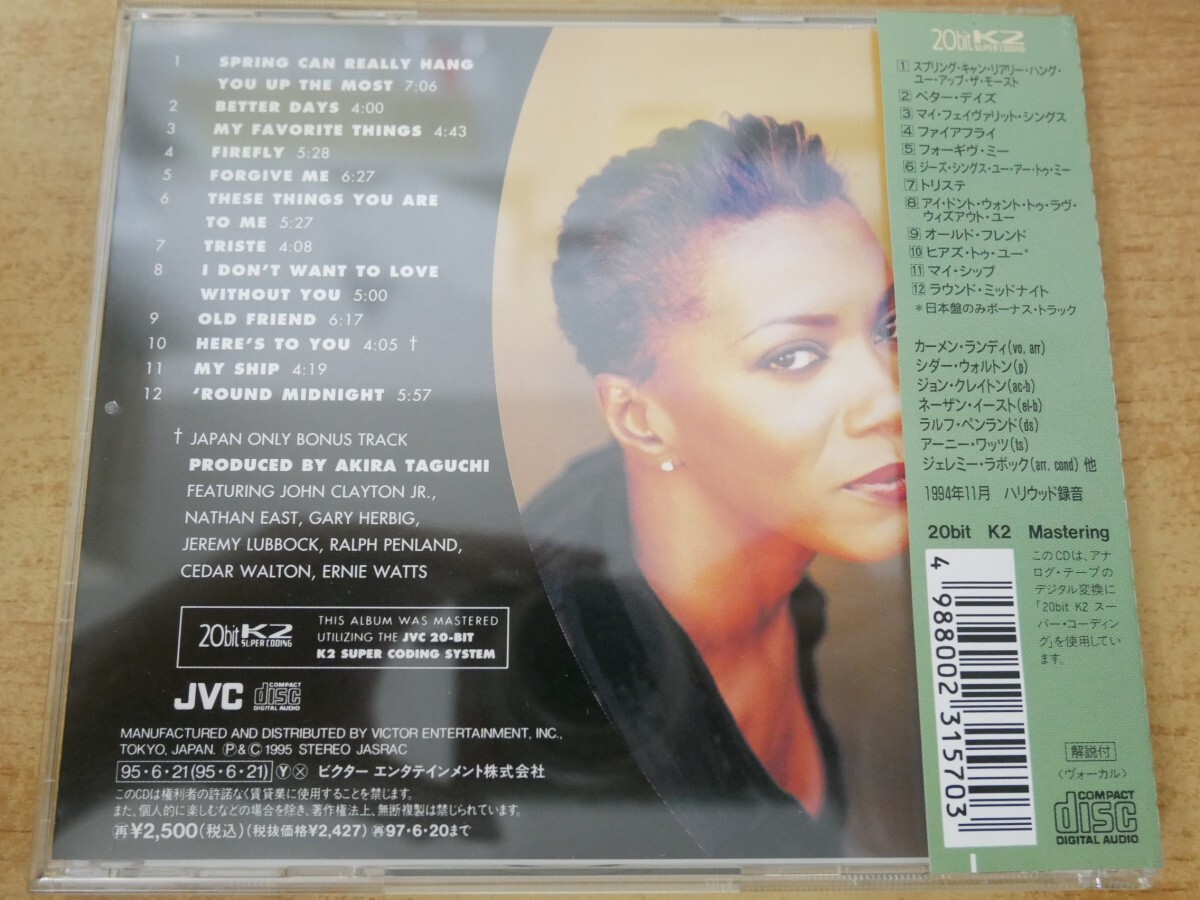 1 SPRING CAN REALLY HANG
YOU UP THE MOST 7:06
2 BETTER DAYS 4:00
3 MY FAVORITE THINGS 4:43
4 FIREFLY 5:28
5 FORGIVE ME 6:27
6 THESE THINGS YOU ARE
TO ME 5:27
7 TRISTE 4:08
8 I DON'T WANT TO LOVE
WITHOUT YOU 5:00
9 OLD FRIEND 6:17
10 HERE'S TO YOU 4:05 †
11 MY SHIP 4:19
12 'ROUND MIDNIGHT 5:57
† JAPAN ONLY BONUS TRACK
PRODUCED BY AKIRA TAGUCHI
FEATURING JOHN CLAYTON JR.,
NATHAN EAST, GARY HERBIG,
JEREMY LUBBOCK, RALPH PENLAND,
CEDAR WALTON, ERNIE WATTS
20bit K2
SUPER CODING
THIS ALBUM WAS MASTERED
UTILIZING THE JVC 20-BIT
K2 SUPER CODING SYSTEM
JVC
COMPACT
disc
DIGITAL AUDIO
MANUFACTURED AND DISTRIBUTED BY VICTOR ENTERTAINMENT, INC.,
TOKYO, JAPAN. Ⓟ&Ⓒ 1995 STEREO JASRAC
95・6・21(95・6・21) Ⓨ ⓧ ビクター エンタテインメント株式会社
このCDは権利者の許諾なく賃貸業に使用することを禁じます。
また、個人的に楽しむなどの場合を除き、著作権法上、無断複製は禁じられています。
再¥2,500(税込)(税抜価格¥2,427) 再97・6・20まで
20bit K2
SUPER CODING
1 スプリング・キャン・リアリー・ハング・
ユー・アップ・ザ・モースト
2 ベター・デイズ
3 マイ・フェイヴァリット・シングス
4 ファイアフライ
5 フォーギヴ・ミー
6 ジーズ・シングス・ユー・アー・トゥ・ミー
7 トリステ
8 アイ・ドント・ウォント・トゥ・ラヴ・
ウィズアウト・ユー
9 オールド・フレンド
10 ヒアズ・トゥ・ユー*
11 マイ・シップ
12 ラウンド・ミッドナイト
*日本盤のみボーナス・トラック
カーメン・ランディ(vo, arr)
シダー・ウォルトン(p)
ジョン・クレイトン(ac-b)
ネーザン・イースト(el-b)
ラルフ・ペンランド(ds)
アーニー・ワッツ(ts)
ジェレミー・ラボック(arr, cond) 他
1994年11月 ハリウッド録音
20bit K2 Mastering
このCDは、アナ
ログ・テープの
デジタル変換に
「20bit K2 スー
パー・コーディン
グ」を使用してい
ます。
4 988002 315703
解説付
〈ヴォーカル〉
COMPACT
disc
DIGITAL AUDIO